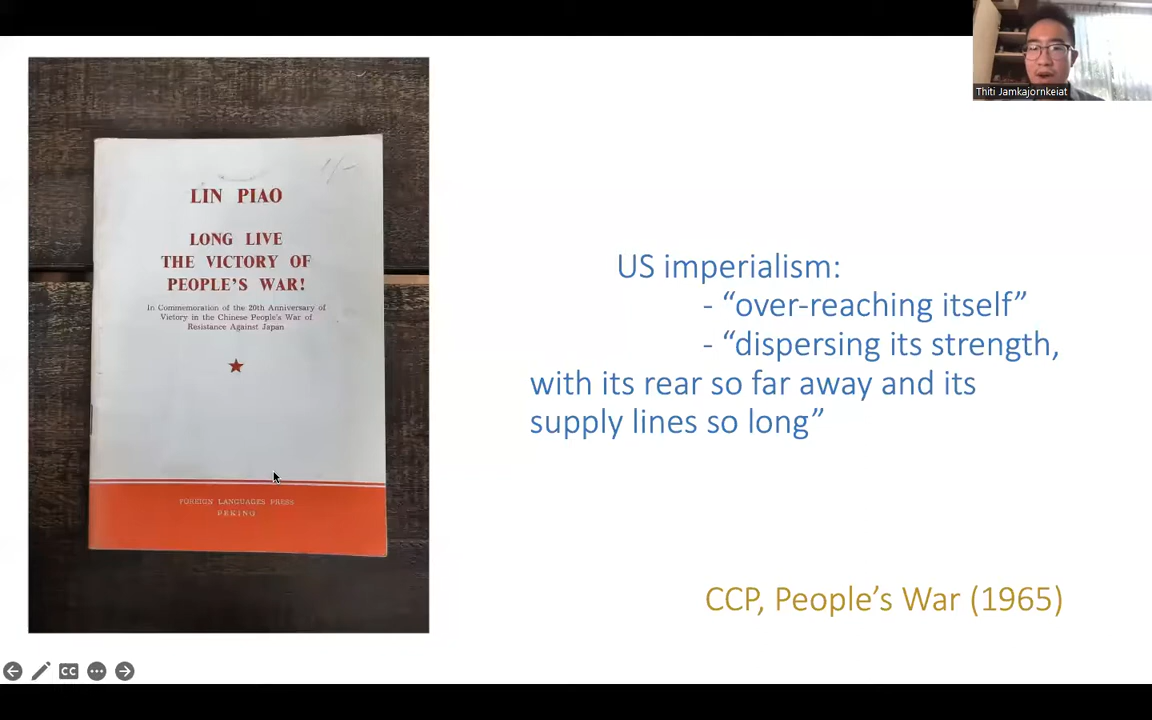 Thiti Jamkajornkeiat
LIN PIAO
LONG LIVE
THE VICTORY OF
PEOPLE'S WAR!
In Commemoration of the 20th Anniversary of
Victory in the Chinese People's War of
Resistance Against Japan
FOREIGN LANGUAGES PRESS
PEKING
US imperialism:
- “over-reaching itself”
- “dispersing its strength,
with its rear so far away and its
supply lines so long”
CCP, People’s War (1965)
CC